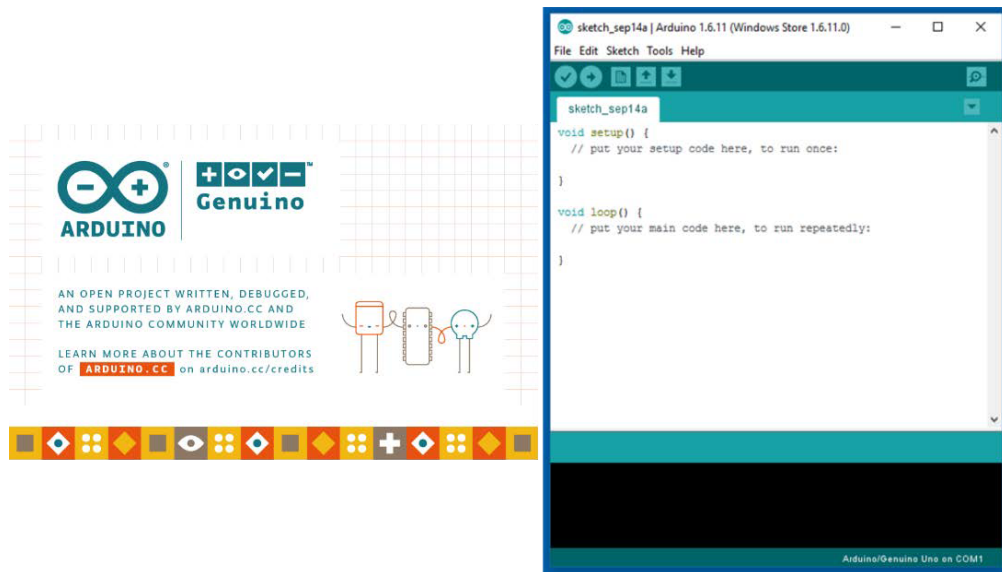 ARDUINO
Genuino™
AN OPEN PROJECT WRITTEN, DEBUGGED,
AND SUPPORTED BY ARDUINO.CC AND
THE ARDUINO COMMUNITY WORLDWIDE
LEARN MORE ABOUT THE CONTRIBUTORS
OF ARDUINO.CC on arduino.cc/credits
sketch_sep14a | Arduino 1.6.11 (Windows Store 1.6.11.0)
File Edit Sketch Tools Help
sketch_sep14a
void setup() {
// put your setup code here, to run once:
}
void loop() {
// put your main code here, to run repeatedly:
}
Arduino/Genuino Uno on COM1